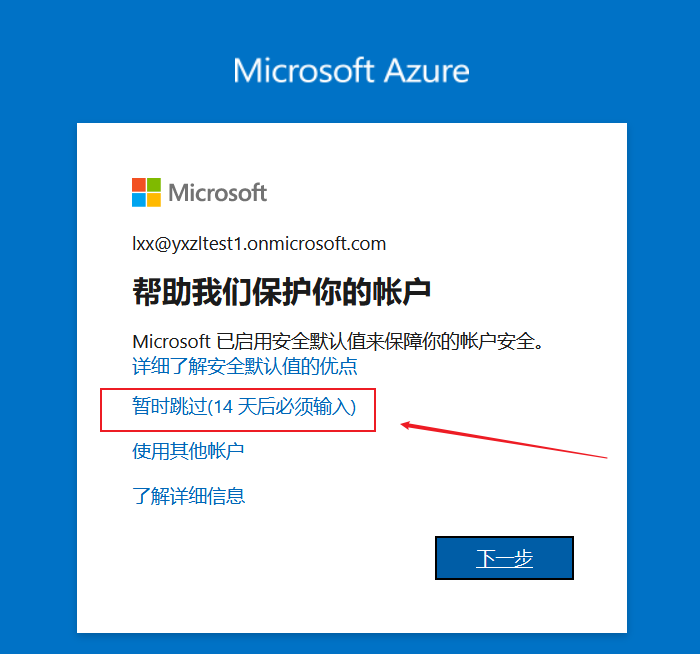 Microsoft Azure
Microsoft
lxx@yxzltest1.onmicrosoft.com
帮助我们保护你的帐户
Microsoft 已启用安全默认值来保障你的帐户安全。
详细了解安全默认值的优点
暂时跳过(14 天后必须输入)
使用其他帐户
了解详细信息
下一步